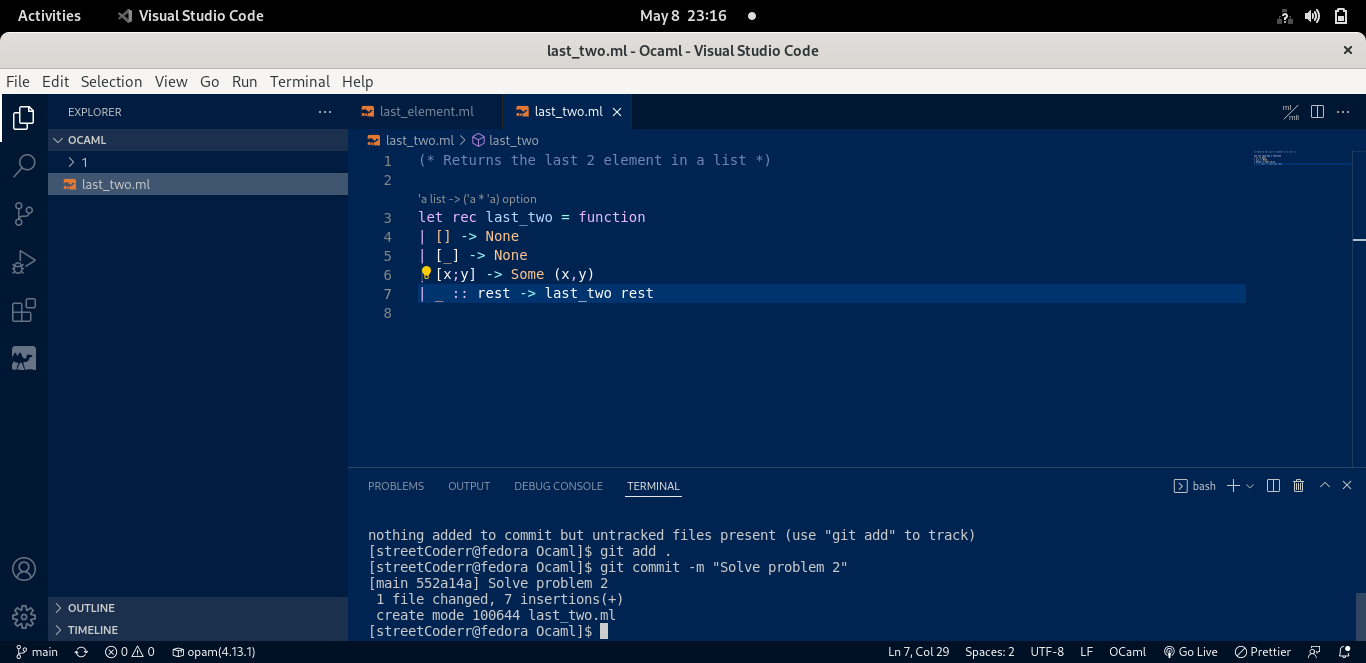 Activities Visual Studio Code May 8 23:16
last_two.ml - Ocaml - Visual Studio Code ×
File Edit Selection View Go Run Terminal Help
EXPLORER ··· last_element.ml last_two.ml ×
OCAML
1
last_two.ml
OUTLINE
TIMELINE
last_two.ml > last_two
1 (* Returns the last 2 element in a list *)
2
'a list -> ('a * 'a) option
3 let rec last_two = function
4 | [] -> None
5 | [_] -> None
6 [x;y] -> Some (x,y)
7 | _ :: rest -> last_two rest
8
PROBLEMS OUTPUT DEBUG CONSOLE TERMINAL bash
nothing added to commit but untracked files present (use "git add" to track)
[streetCoderr@fedora Ocaml]$ git add .
[streetCoderr@fedora Ocaml]$ git commit -m "Solve problem 2"
[main 552a14a] Solve problem 2
1 file changed, 7 insertions(+)
create mode 100644 last_two.ml
[streetCoderr@fedora Ocaml]$
main 0 0 opam(4.13.1) Ln 7, Col 29 Spaces: 2 UTF-8 LF OCaml Go Live Prettier